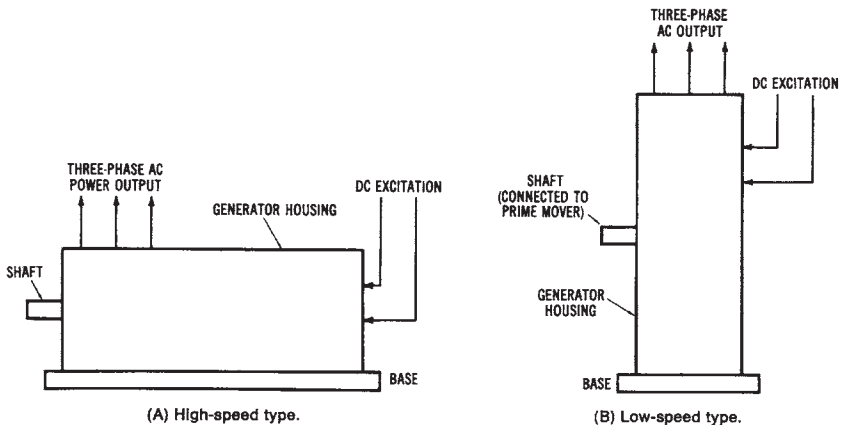 THREE-PHASE AC
POWER OUTPUT
DC EXCITATION
GENERATOR HOUSING
SHAFT
BASE
(A) High-speed type.
THREE-PHASE
AC OUTPUT
DC EXCITATION
SHAFT
(CONNECTED TO
PRIME MOVER)
GENERATOR
HOUSING
BASE
(B) Low-speed type.